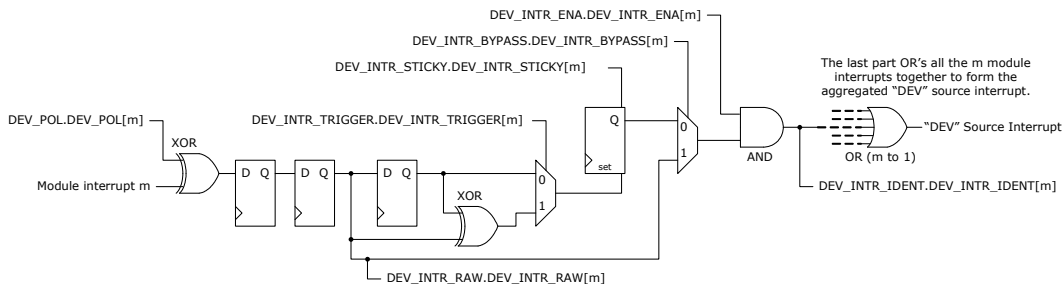 DEV_INTR_ENA.DEV_INTR_ENA[m]
DEV_INTR_BYPASS.DEV_INTR_BYPASS[m]
DEV_INTR_STICKY.DEV_INTR_STICKY[m]
The last part OR's all the m module
interrupts together to form the
aggregated “DEV” source interrupt.
DEV_POL.DEV_POL[m]
DEV_INTR_TRIGGER.DEV_INTR_TRIGGER[m]
Q
0
1
“DEV” Source Interrupt
XOR
AND
OR (m to 1)
set
Module interrupt m
D Q
D Q
D Q
0
1
XOR
DEV_INTR_IDENT.DEV_INTR_IDENT[m]
DEV_INTR_RAW.DEV_INTR_RAW[m]